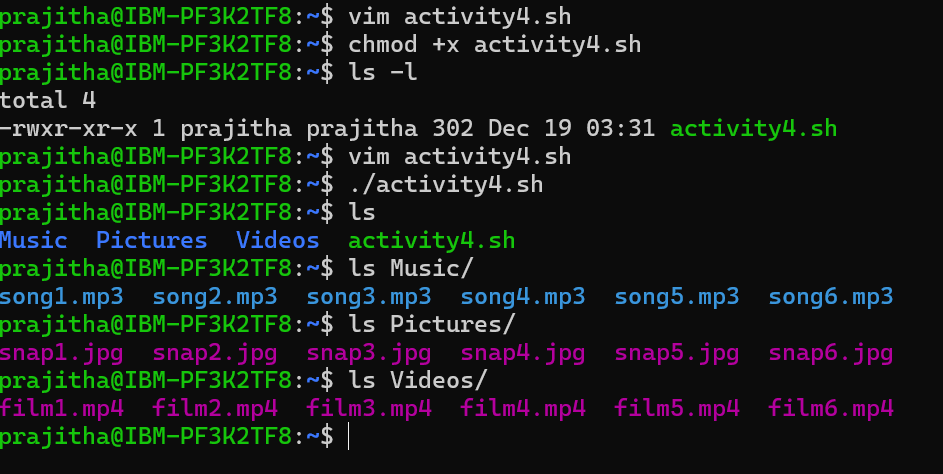 prajitha@IBM-PF3K2TF8:~$ vim activity4.sh
prajitha@IBM-PF3K2TF8:~$ chmod +x activity4.sh
prajitha@IBM-PF3K2TF8:~$ ls -l
total 4
-rwxr-xr-x 1 prajitha prajitha 302 Dec 19 03:31 activity4.sh
prajitha@IBM-PF3K2TF8:~$ vim activity4.sh
prajitha@IBM-PF3K2TF8:~$ ./activity4.sh
prajitha@IBM-PF3K2TF8:~$ ls
Music  Pictures  Videos  activity4.sh
prajitha@IBM-PF3K2TF8:~$ ls Music/
song1.mp3  song2.mp3  song3.mp3  song4.mp3  song5.mp3  song6.mp3
prajitha@IBM-PF3K2TF8:~$ ls Pictures/
snap1.jpg  snap2.jpg  snap3.jpg  snap4.jpg  snap5.jpg  snap6.jpg
prajitha@IBM-PF3K2TF8:~$ ls Videos/
film1.mp4  film2.mp4  film3.mp4  film4.mp4  film5.mp4  film6.mp4
prajitha@IBM-PF3K2TF8:~$